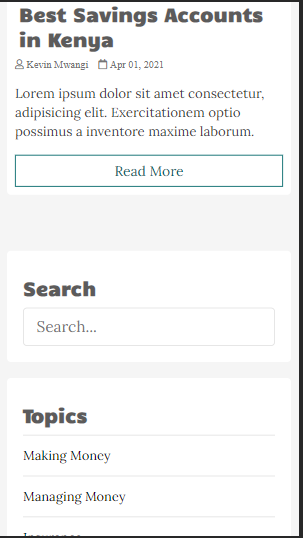 Best Savings Accounts
in Kenya
Kevin Mwangi Apr 01, 2021
Lorem ipsum dolor sit amet consectetur,
adipisicing elit. Exercitationem optio
possimus a inventore maxime laborum.
Read More
Search
Search...
Topics
Making Money
Managing Money